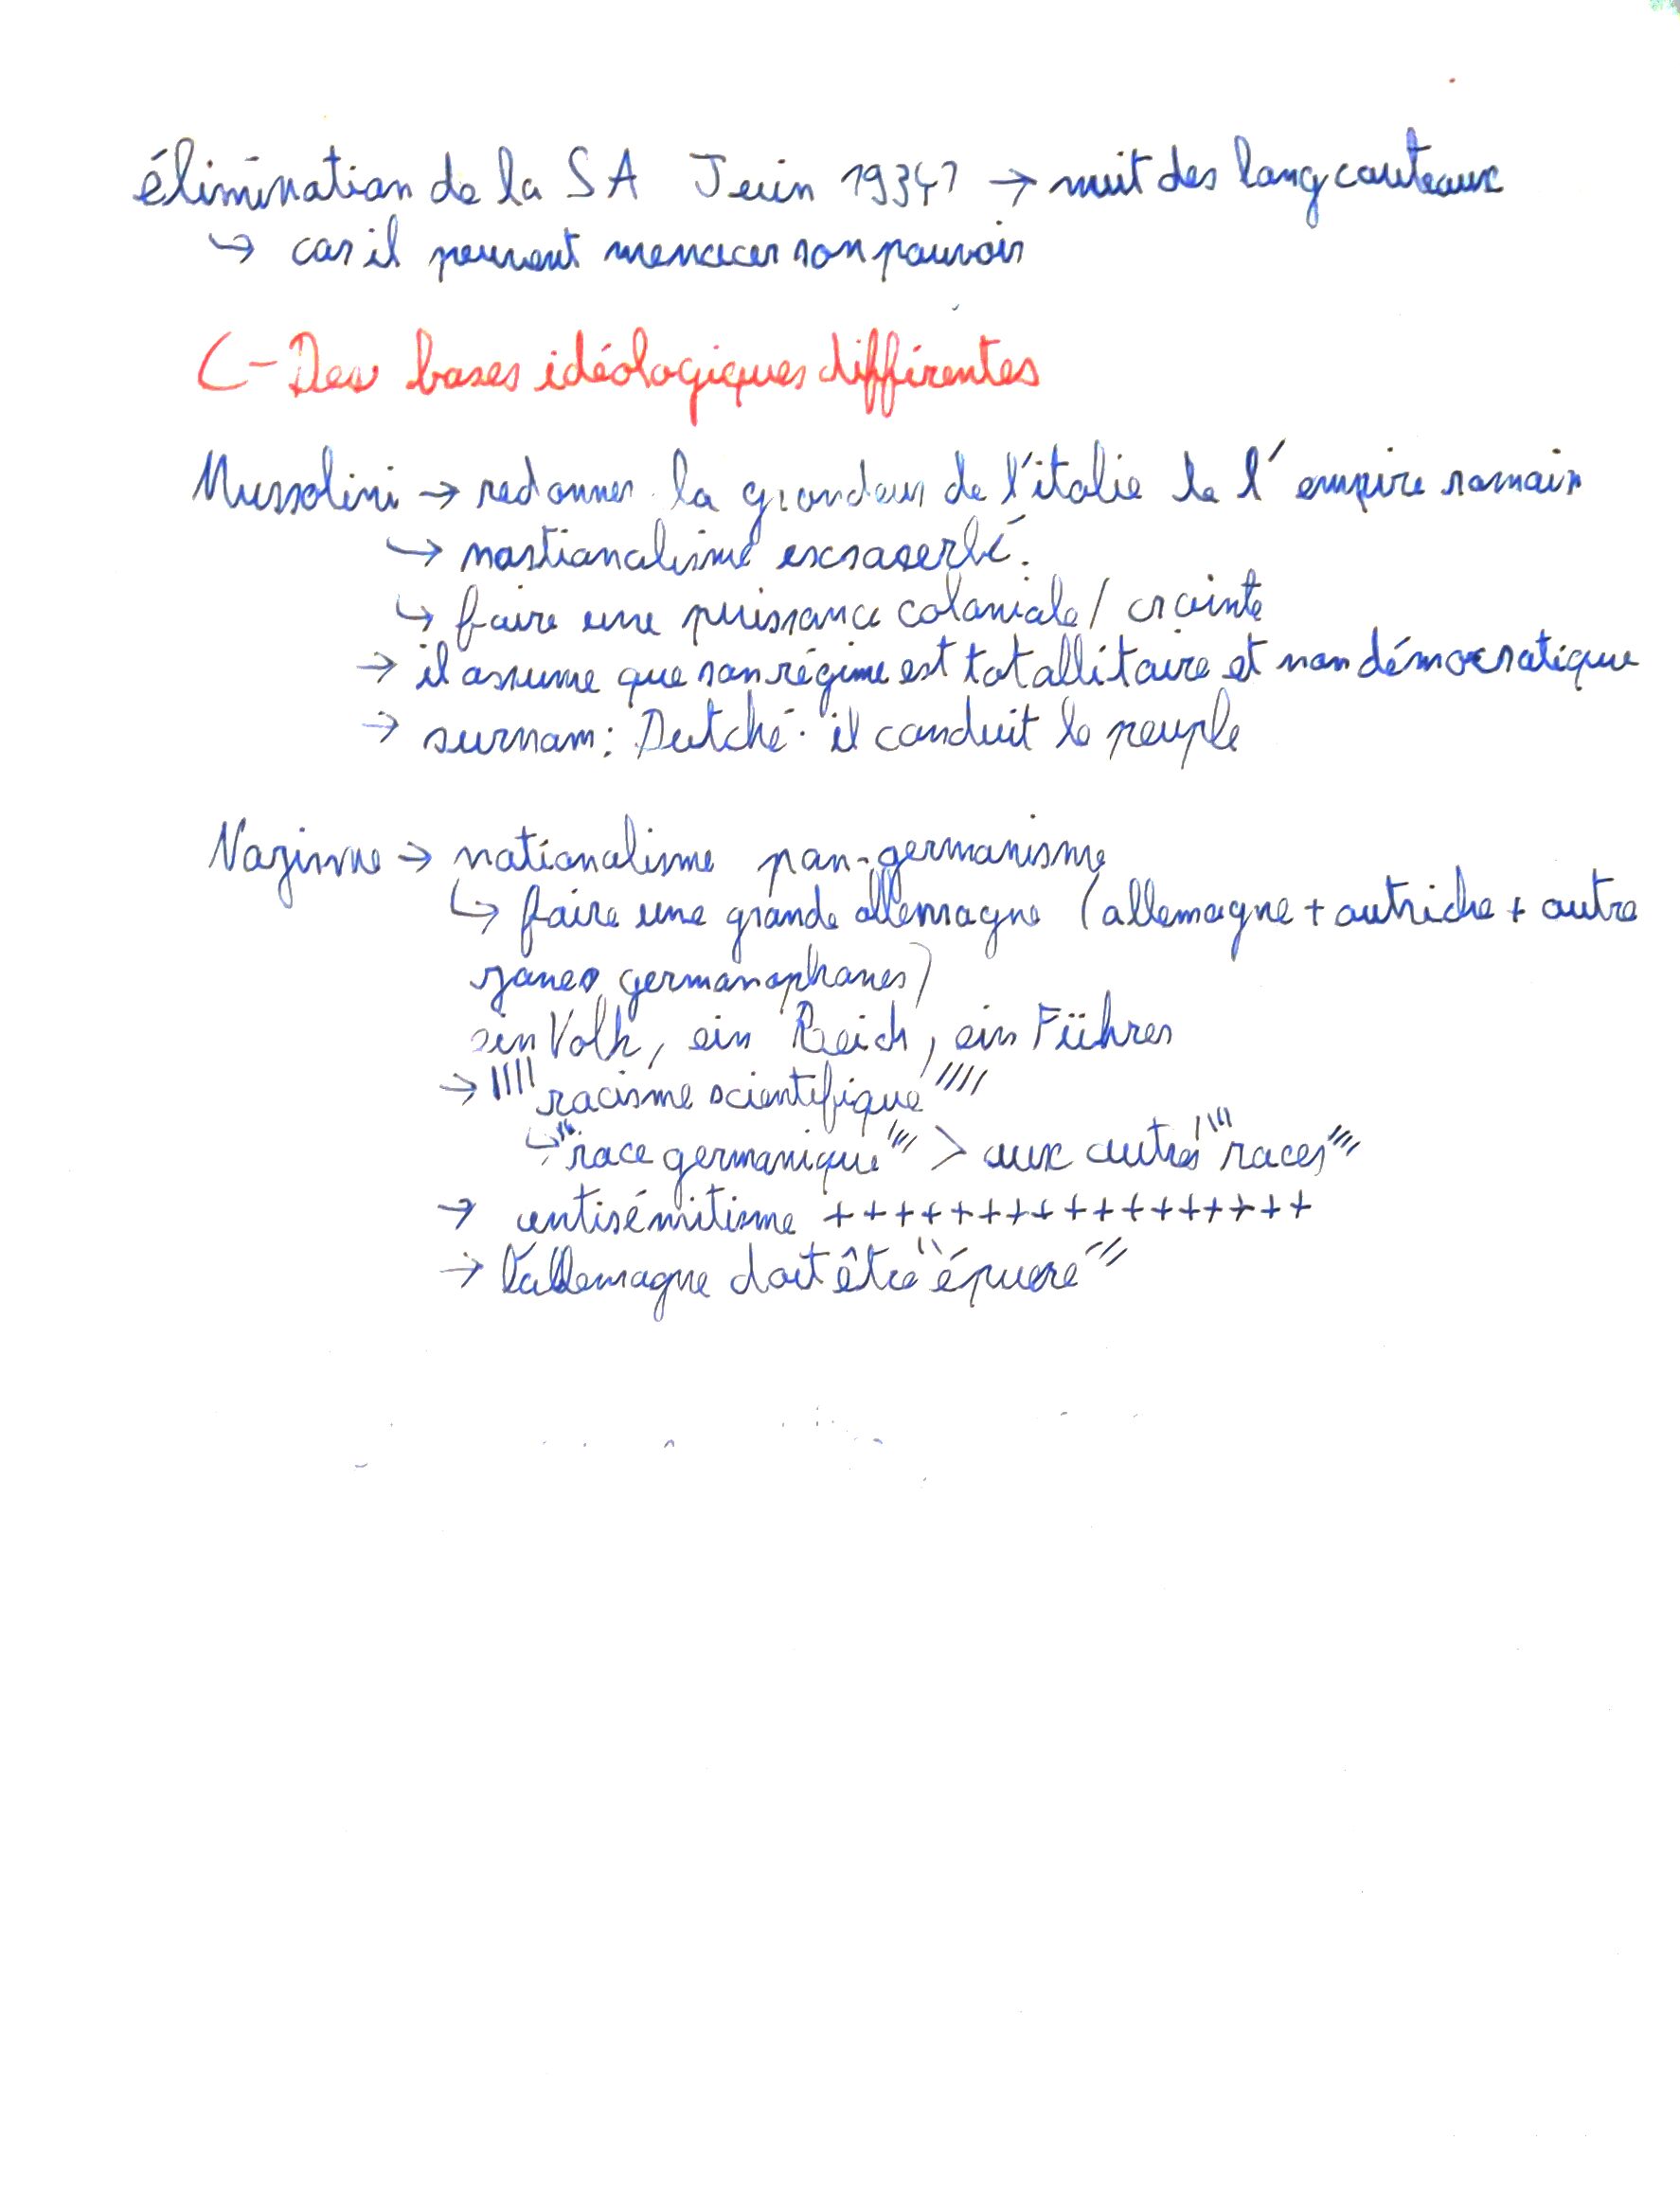 élimination de la SA Juin 1934 → nuit des long couteaux
↳ car il peuvent menacer son pouvoir
C - Des bases idéologiques différentes
Mussolini → redonner la grandeur de l'italie de l'empire romain
↳ nastionalisme exsacerbé.
↳ faire une puissance coloniale / crainte
→ il assume que son régime est totallitaire et non démocratique
→ surnom : Dutché : il conduit le peuple
Nazisme → nationalisme pan-germanisme
↳ faire une grande allemagne (allemagne + autriche + autre
zones germanophones)
ein Volk, ein Reich, ein Führer
→ """racisme scientifique"""
↳ ""race germanique"" > aux autres ""races""
→ antisémitisme + + + + + + + + + + + + + + + + +
→ l'allemagne doit être "épuré"